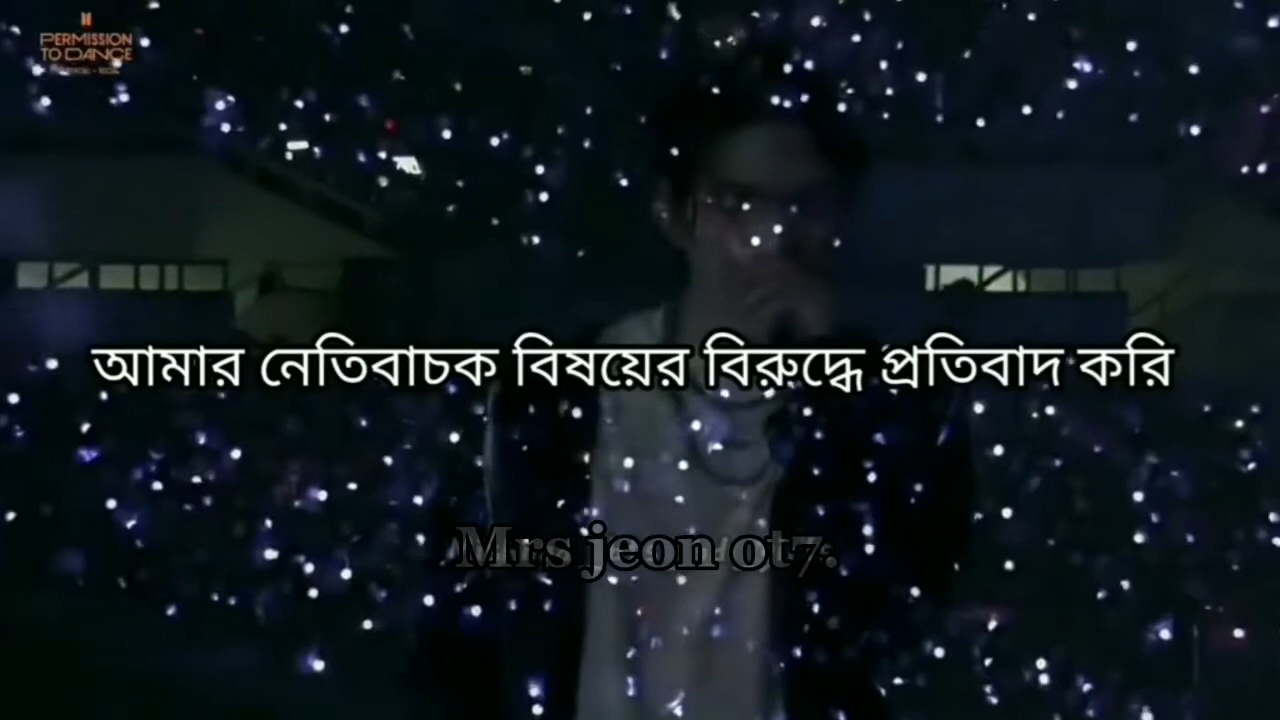 PERMISSION
TO DANCE
আমার নেতিবাচক বিষয়ের বিরুদ্ধে প্রতিবাদ করি
Mrs jeon ot7.